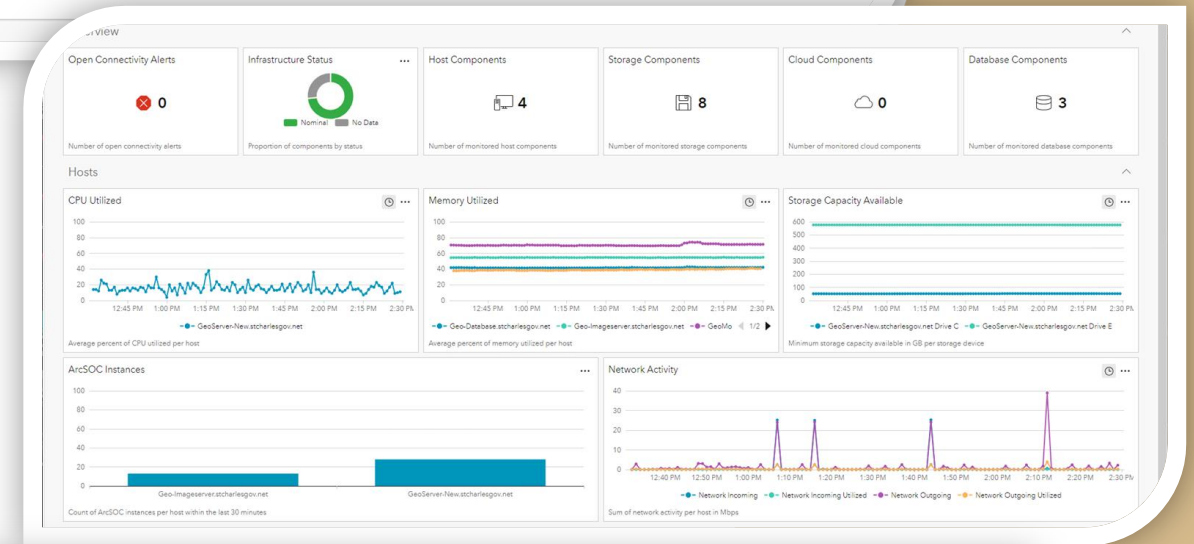 Open Connectivity Alerts
Infrastructure Status
Host Components
Storage Components
Cloud Components
Database Components
0
4
8
0
3
Nominal
No Data
Number of open connectivity alerts
Proportion of components by status
Number of monitored host components
Number of monitored storage components
Number of monitored cloud components
Number of monitored database components
Hosts
CPU Utilized
100
80
60
40
20
0
12:45 PM 1:00 PM 1:15 PM 1:30 PM 1:45 PM 2:00 PM 2:15 PM 2:30 PM
GeoServer-New.stcharlesgov.net
Average percent of CPU utilized per host
Memory Utilized
100
80
60
40
20
0
12:45 PM 1:00 PM 1:15 PM 1:30 PM 1:45 PM 2:00 PM 2:15 PM 2:30 PM
Geo-Database.stcharlesgov.net Geo-Imageserver.stcharlesgov.net GeoMo 1/2
Average percent of memory utilized per host
Storage Capacity Available
600
500
400
300
200
100
0
12:45 PM 1:00 PM 1:15 PM 1:30 PM 1:45 PM 2:00 PM 2:15 PM 2:30 PM
GeoServer-New.stcharlesgov.net Drive C GeoServer-New.stcharlesgov.net Drive E
Minimum storage capacity available in GB per storage device
ArcSOC Instances
100
80
60
40
20
0
Geo-Imageserver.stcharlesgov.net GeoServer-New.stcharlesgov.net
Count of ArcSOC instances per host within the last 30 minutes
Network Activity
40
30
20
10
0
12:40 PM 12:50 PM 1:00 PM 1:10 PM 1:20 PM 1:30 PM 1:40 PM 1:50 PM 2:00 PM 2:10 PM 2:20 PM 2:30 PM
Network Incoming Network Incoming Utilized Network Outgoing Network Outgoing Utilized
Sum of network activity per host in Mbps